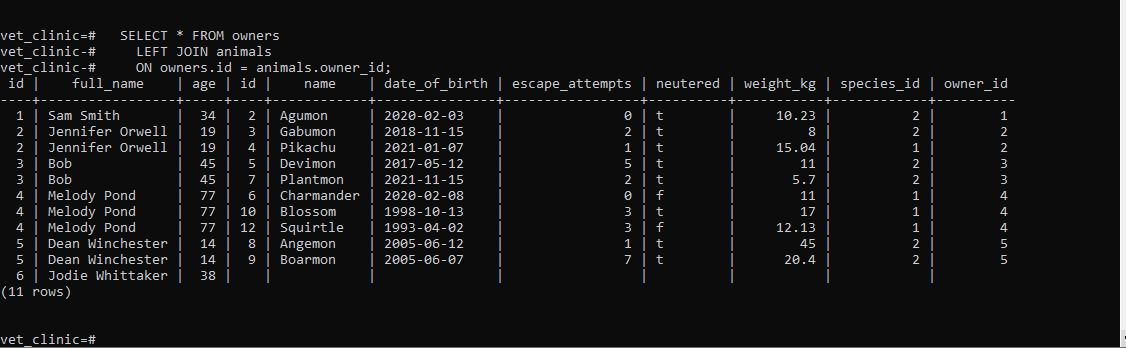 vet_clinic=#   SELECT * FROM owners
vet_clinic-#     LEFT JOIN animals
vet_clinic-#     ON owners.id = animals.owner_id;
 id |    full_name    | age | id |    name    | date_of_birth | escape_attempts | neutered | weight_kg | species_id | owner_id
----+-----------------+-----+----+------------+---------------+-----------------+----------+-----------+------------+----------
  1 | Sam Smith       |  34 |  2 | Agumon     | 2020-02-03    |               0 | t        |     10.23 |          2 |        1
  2 | Jennifer Orwell |  19 |  3 | Gabumon    | 2018-11-15    |               2 | t        |         8 |          2 |        2
  2 | Jennifer Orwell |  19 |  4 | Pikachu    | 2021-01-07    |               1 | t        |     15.04 |          1 |        2
  3 | Bob             |  45 |  5 | Devimon    | 2017-05-12    |               5 | t        |        11 |          2 |        3
  3 | Bob             |  45 |  7 | Plantmon   | 2021-11-15    |               2 | t        |       5.7 |          2 |        3
  4 | Melody Pond     |  77 |  6 | Charmander | 2020-02-08    |               0 | f        |        11 |          1 |        4
  4 | Melody Pond     |  77 | 10 | Blossom    | 1998-10-13    |               3 | t        |        17 |          1 |        4
  4 | Melody Pond     |  77 | 12 | Squirtle   | 1993-04-02    |               3 | f        |     12.13 |          1 |        4
  5 | Dean Winchester |  14 |  8 | Angemon    | 2005-06-12    |               1 | t        |        45 |          2 |        5
  5 | Dean Winchester |  14 |  9 | Boarmon    | 2005-06-07    |               7 | t        |      20.4 |          2 |        5
  6 | Jodie Whittaker |  38 |    |            |               |                 |          |           |            |
(11 rows)
vet_clinic=#